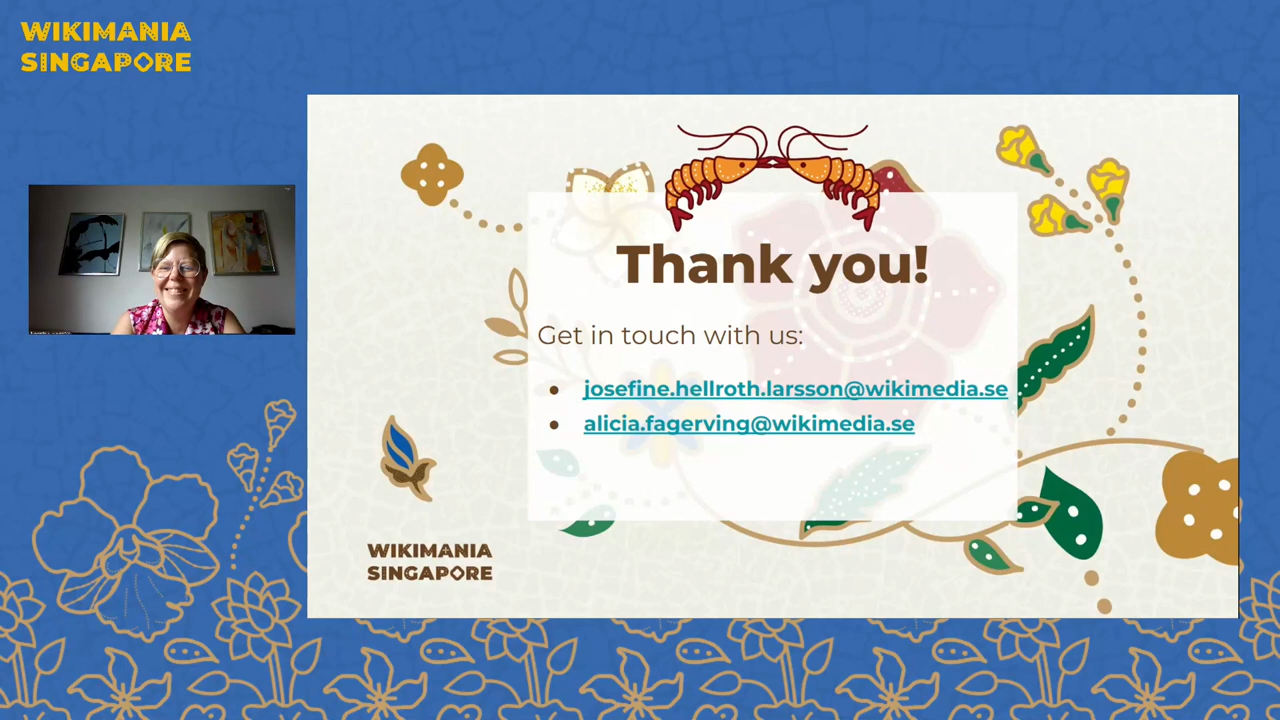 WIKIMANIA
SINGAPORE
Thank you!
Get in touch with us:
josefine.hellroth.larsson@wikimedia.se
alicia.fagerving@wikimedia.se
WIKIMANIA
SINGAPORE